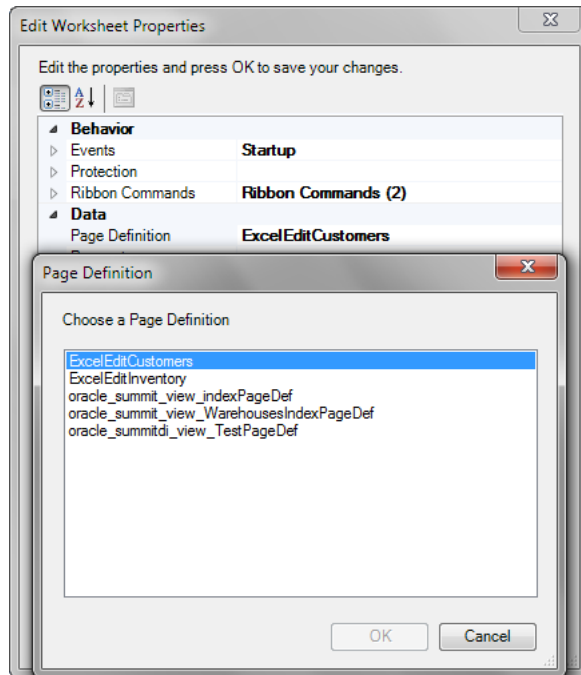 Edit Worksheet Properties
Edit the properties and press OK to save your changes.
Behavior
Events Startup
Protection
Ribbon Commands Ribbon Commands (2)
Data
Page Definition ExcelEditCustomers
Page Definition
Choose a Page Definition
ExcelEditCustomers
ExcelEditInventory
oracle_summit_view_indexPageDef
oracle_summit_view_WarehousesIndexPageDef
oracle_summitdi_view_TestPageDef
OK Cancel